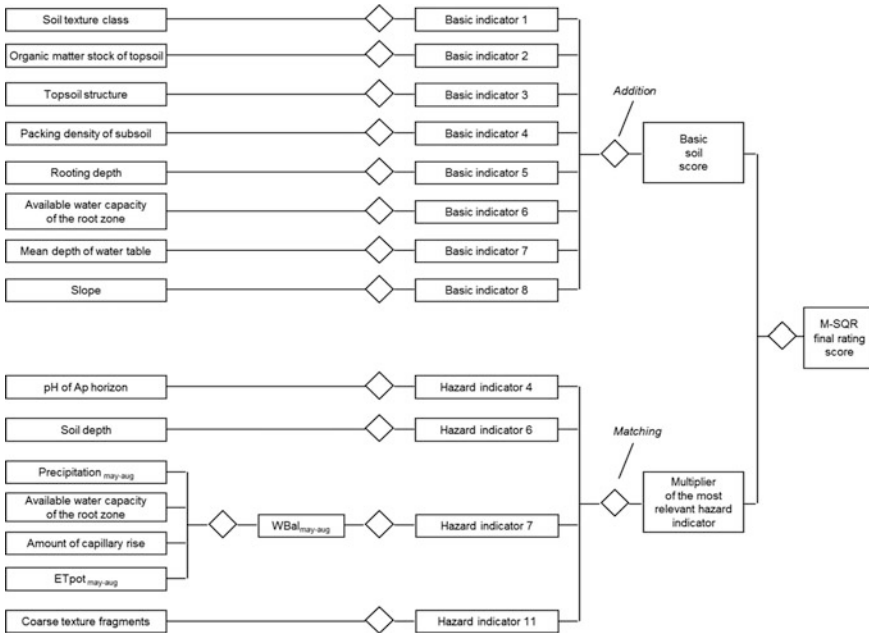 Soil texture class
Basic indicator 1
Organic matter stock of topsoil
Basic indicator 2
Topsoil structure
Basic indicator 3
Addition
Packing density of subsoil
Basic indicator 4
Basic
soil
score
Rooting depth
Basic indicator 5
Available water capacity
of the root zone
Basic indicator 6
Mean depth of water table
Basic indicator 7
Slope
Basic indicator 8
M-SQR
final rating
score
pH of Ap horizon
Hazard indicator 4
Soil depth
Hazard indicator 6
Matching
Precipitation may-aug
Available water capacity
of the root zone
Amount of capillary rise
ETpot may-aug
WBal may-aug
Hazard indicator 7
Multiplier
of the most
relevant hazard
indicator
Coarse texture fragments
Hazard indicator 11